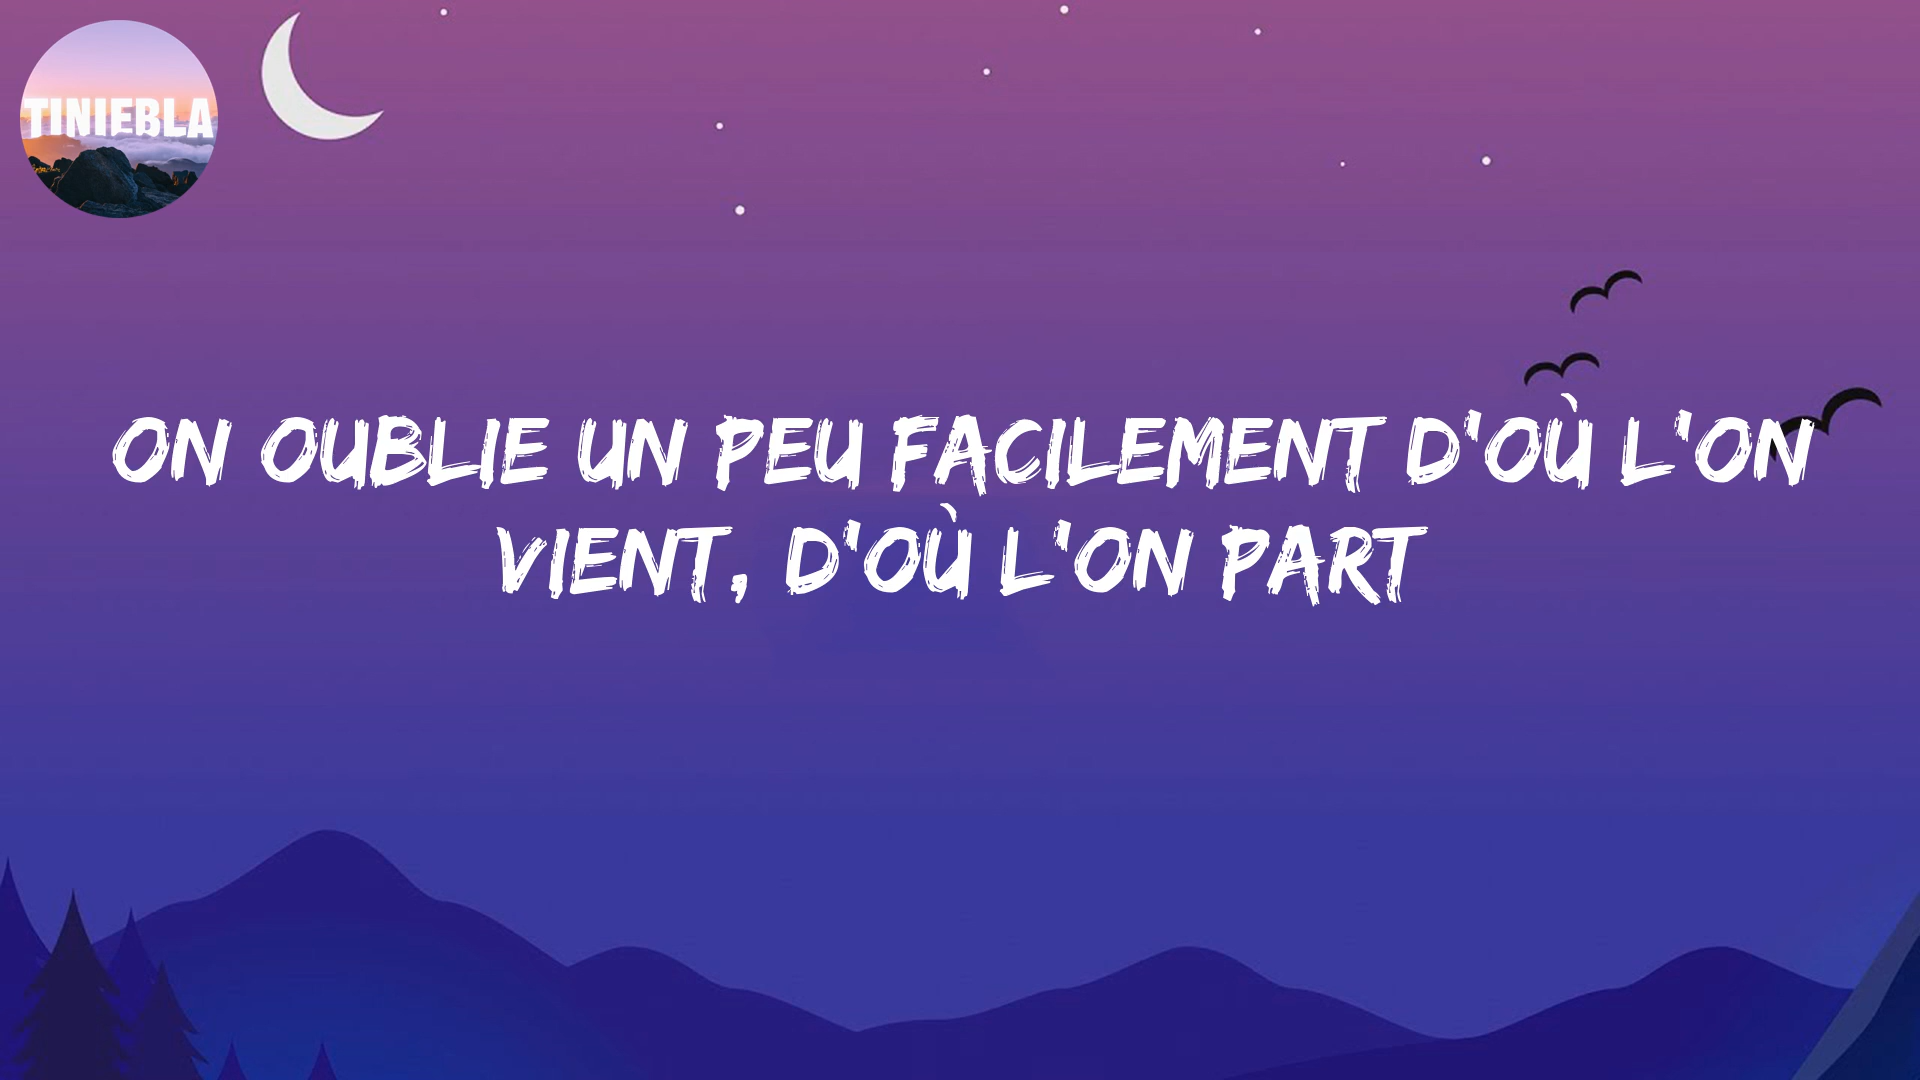 TINIEBLA
ON OUBLIE UN PEU FACILEMENT D'OÙ L'ON
VIENT, D'OÙ L'ON PART